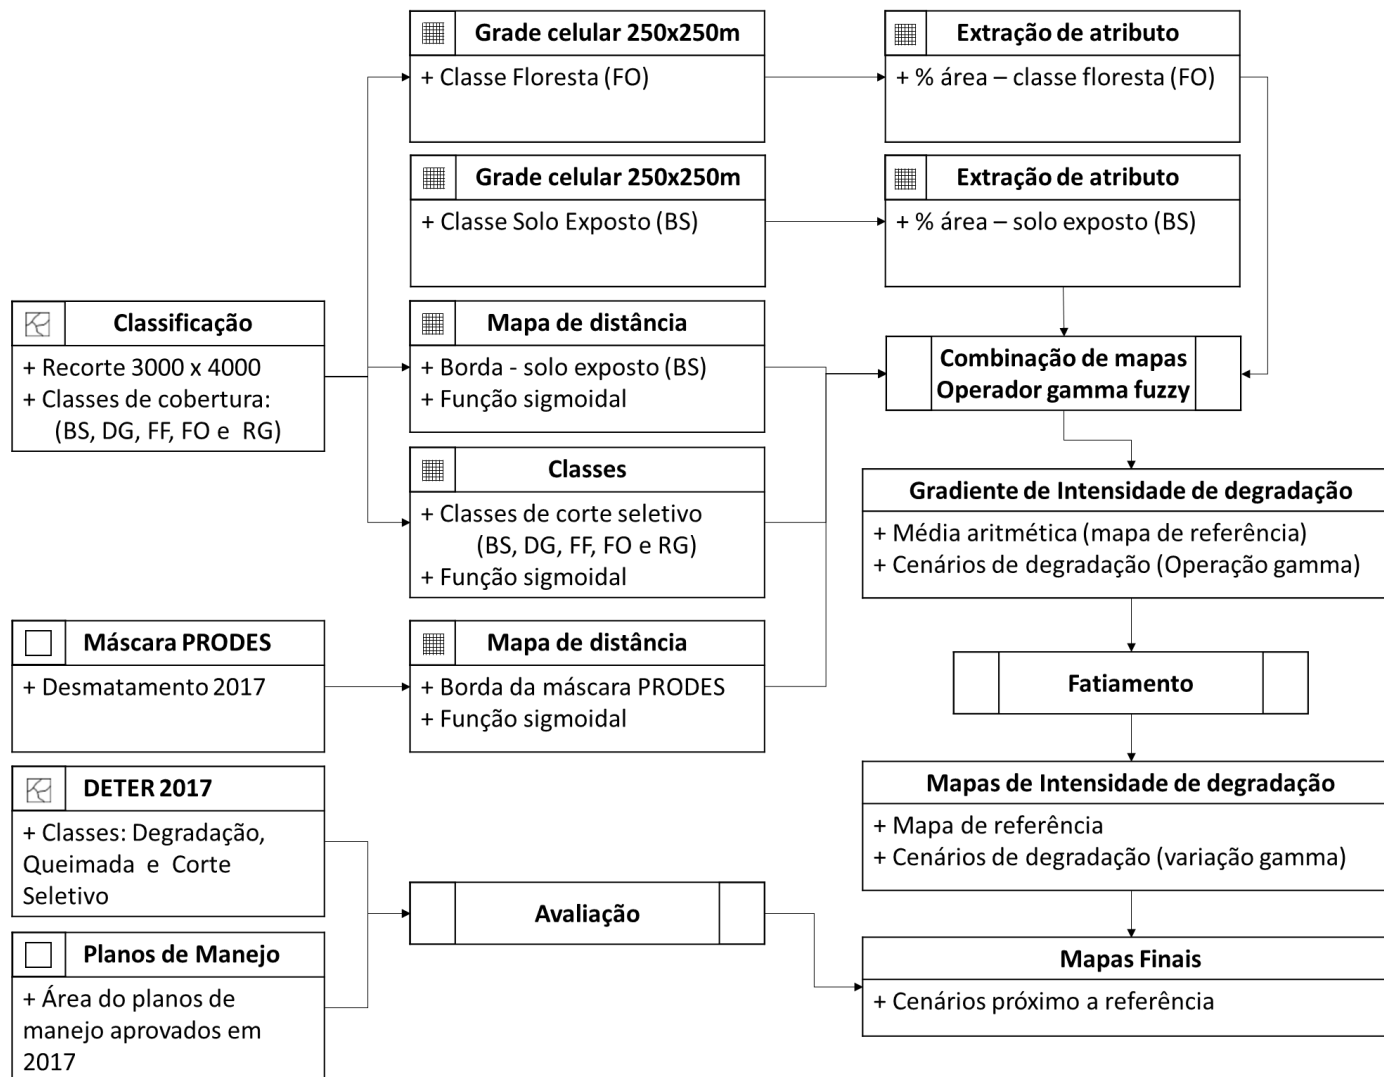 Grade celular 250x250m
+ Classe Floresta (FO)
Extração de atributo
+ % área – classe floresta (FO)
Grade celular 250x250m
+ Classe Solo Exposto (BS)
Extração de atributo
+ % área – solo exposto (BS)
Classificação
+ Recorte 3000 x 4000
+ Classes de cobertura:
(BS, DG, FF, FO e RG)
Mapa de distância
+ Borda - solo exposto (BS)
+ Função sigmoidal
Combinação de mapas
Operador gamma fuzzy
Classes
+ Classes de corte seletivo
(BS, DG, FF, FO e RG)
+ Função sigmoidal
Gradiente de Intensidade de degradação
+ Média aritmética (mapa de referência)
+ Cenários de degradação (Operação gamma)
Máscara PRODES
+ Desmatamento 2017
Mapa de distância
+ Borda da máscara PRODES
+ Função sigmoidal
Fatiamento
DETER 2017
+ Classes: Degradação,
Queimada e Corte
Seletivo
Mapas de Intensidade de degradação
+ Mapa de referência
+ Cenários de degradação (variação gamma)
Avaliação
Planos de Manejo
+ Área do planos de
manejo aprovados em
2017
Mapas Finais
+ Cenários próximo a referência